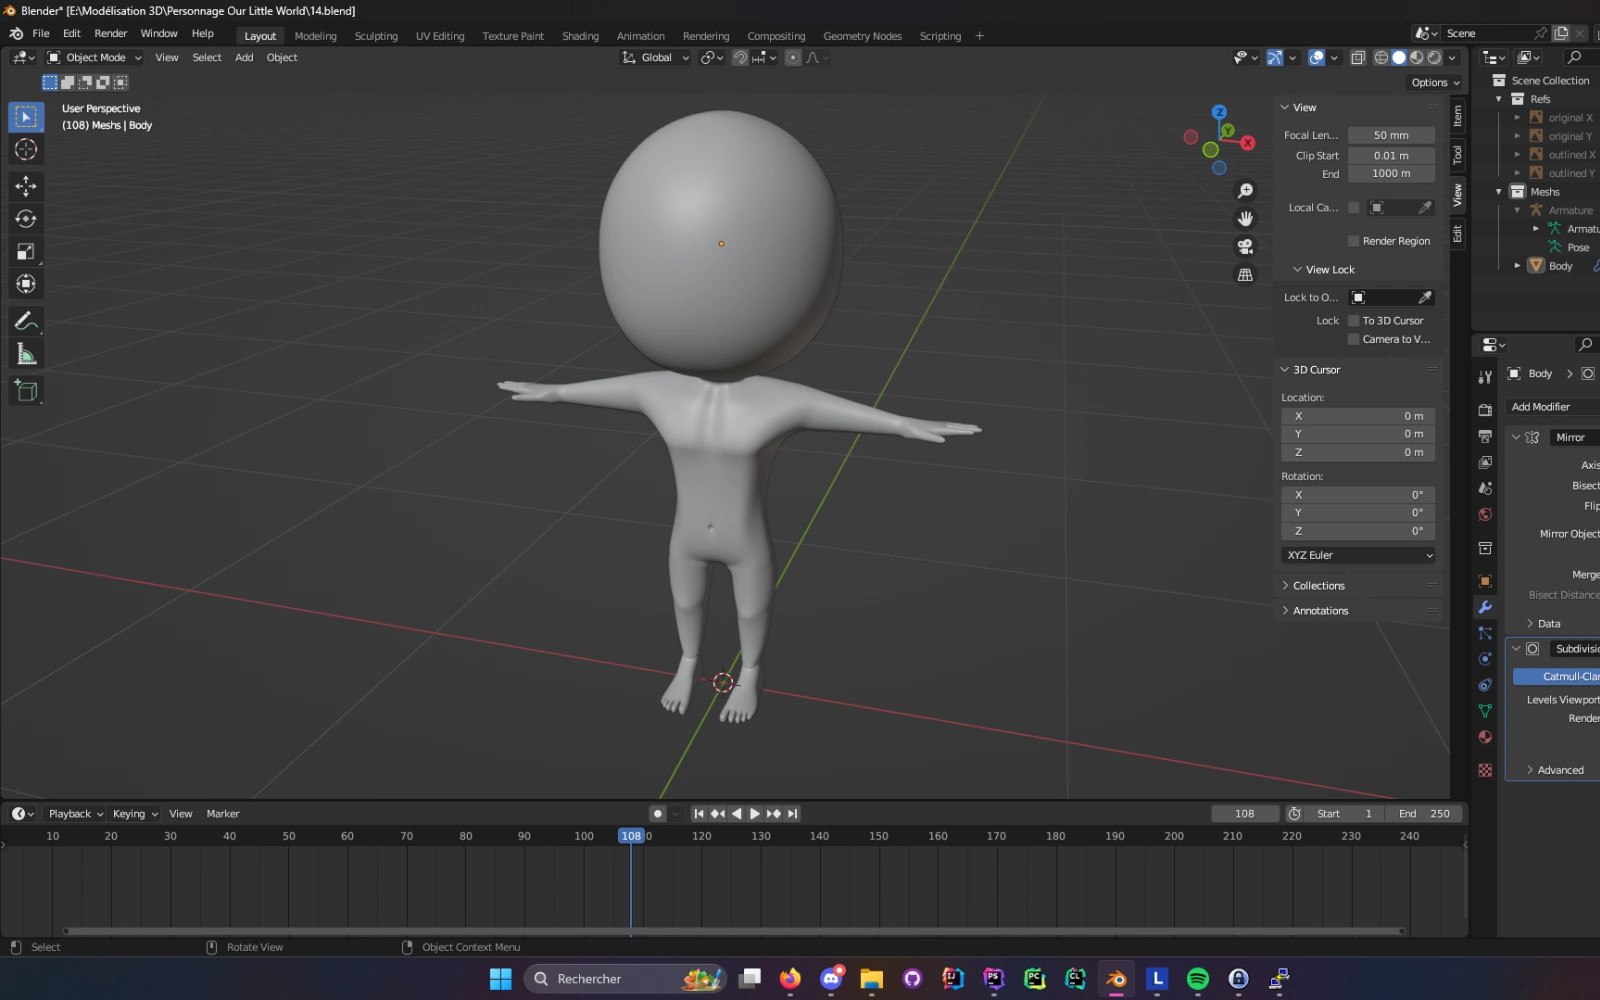 Blender* [E:\Modélisation 3D\Personnage Our Little World\14.blend]
File Edit Render Window Help
Layout Modeling Sculpting UV Editing Texture Paint Shading Animation Rendering Compositing Geometry Nodes Scripting +
Scene
Object Mode View Select Add Object
Global
Options
User Perspective
(108) Meshs | Body
Z
Y
X
View
Focal Len... 50 mm
Clip Start 0.01 m
End 1000 m
Local Ca...
Render Region
View Lock
Lock to O...
Lock To 3D Cursor
Camera to V...
3D Cursor
Location:
X 0 m
Y 0 m
Z 0 m
Rotation:
X 0°
Y 0°
Z 0°
XYZ Euler
Collections
Annotations
Item
Tool
View
Edit
Scene Collection
Refs
original X
original Y
outlined X
outlined Y
Meshs
Armature
Armatu
Pose
Body
Body
Add Modifier
Mirror
Axis
Bisect
Flip
Mirror Object
Merge
Bisect Distance
Data
Subdivisio
Catmull-Clar
Levels Viewport
Render
Advanced
Playback Keying View Marker
108 Start 1 End 250
10 20 30 40 50 60 70 80 90 100 108 0 120 130 140 150 160 170 180 190 200 210 220 230 240
Select Rotate View Object Context Menu
Rechercher
IJ PS PC CL L